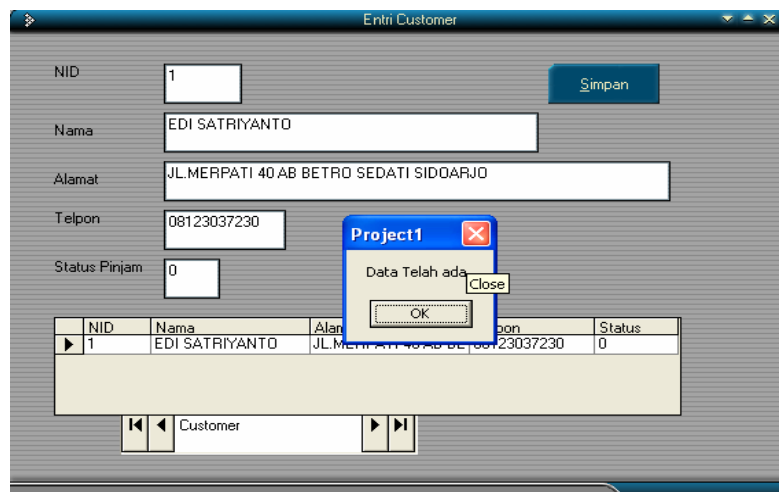 Entri Customer
NID
1
Simpan
Nama
EDI SATRIYANTO
Alamat
JL.MERPATI 40 AB BETRO SEDATI SIDOARJO
Telpon
08123037230
Project1
Status Pinjam
0
Data Telah ada
Close
OK
NID Nama Status
1 EDI SATRIYANTO 0
Customer